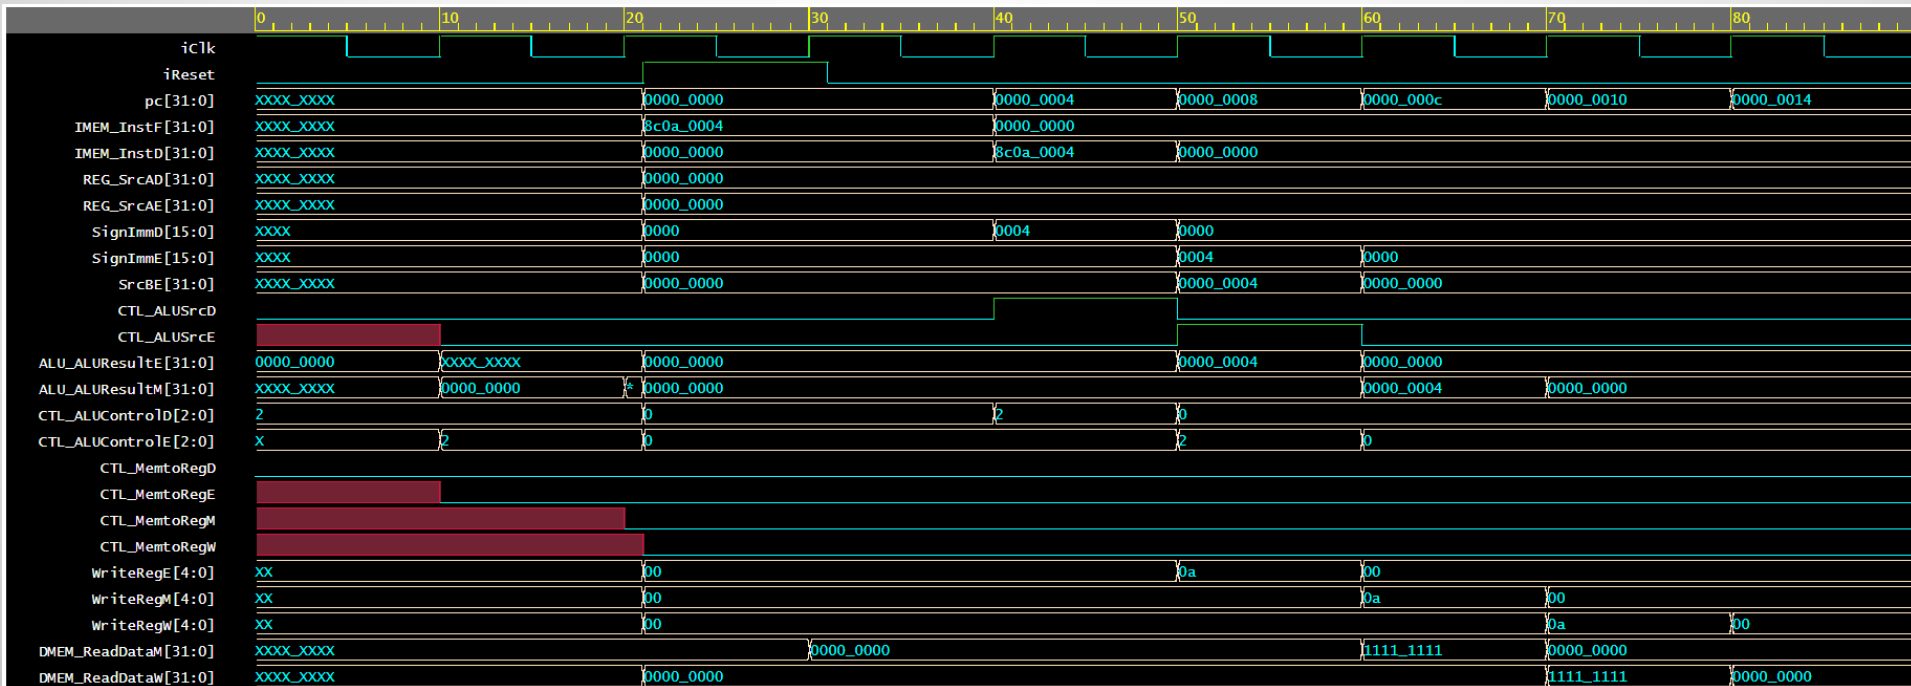 0 10 20 30 40 50 60 70 80
iClk
iReset
pc[31:0] XXXX_XXXX 0000_0000 0000_0004 0000_0008 0000_000c 0000_0010 0000_0014
IMEM_InstF[31:0] XXXX_XXXX 8c0a_0004 0000_0000
IMEM_InstD[31:0] XXXX_XXXX 0000_0000 8c0a_0004 0000_0000
REG_SrcAD[31:0] XXXX_XXXX 0000_0000
REG_SrcAE[31:0] XXXX_XXXX 0000_0000
SignImmD[15:0] XXXX 0000 0004 0000
SignImmE[15:0] XXXX 0000 0004 0000
SrcBE[31:0] XXXX_XXXX 0000_0000 0000_0004 0000_0000
CTL_ALUSrcD
CTL_ALUSrcE
ALU_ALUResultE[31:0] 0000_0000 XXXX_XXXX 0000_0000 0000_0004 0000_0000
ALU_ALUResultM[31:0] XXXX_XXXX 0000_0000 * 0000_0000 0000_0004 0000_0000
CTL_ALUControlD[2:0] 2 0 2 0
CTL_ALUControlE[2:0] X 2 0 2 0
CTL_MemtoRegD
CTL_MemtoRegE
CTL_MemtoRegM
CTL_MemtoRegW
WriteRegE[4:0] XX 00 0a 00
WriteRegM[4:0] XX 00 0a 00
WriteRegW[4:0] XX 00 0a 00
DMEM_ReadDataM[31:0] XXXX_XXXX 0000_0000 1111_1111 0000_0000
DMEM_ReadDataW[31:0] XXXX_XXXX 0000_0000 1111_1111 0000_0000